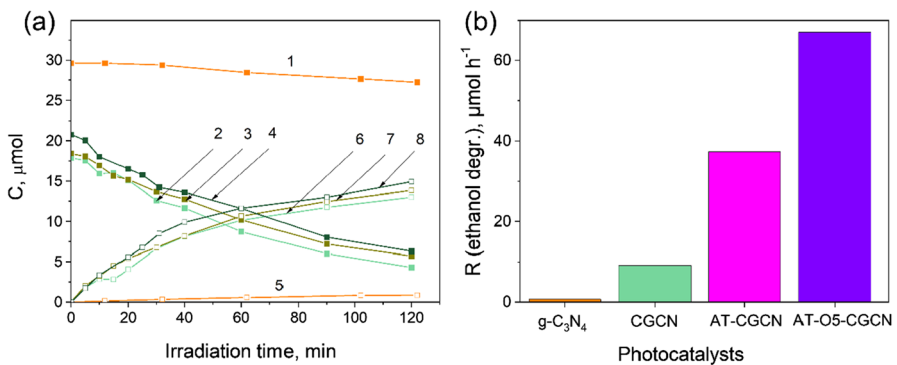 (a)
C, μmol
35
30
25
20
15
10
5
0
1
2 3 4
6 7 8
5
0 20 40 60 80 100 120
Irradiation time, min
(b)
R (ethanol degr.), μmol h⁻¹
60
40
20
0
g-C₃N₄ CGCN AT-CGCN AT-O5-CGCN
Photocatalysts